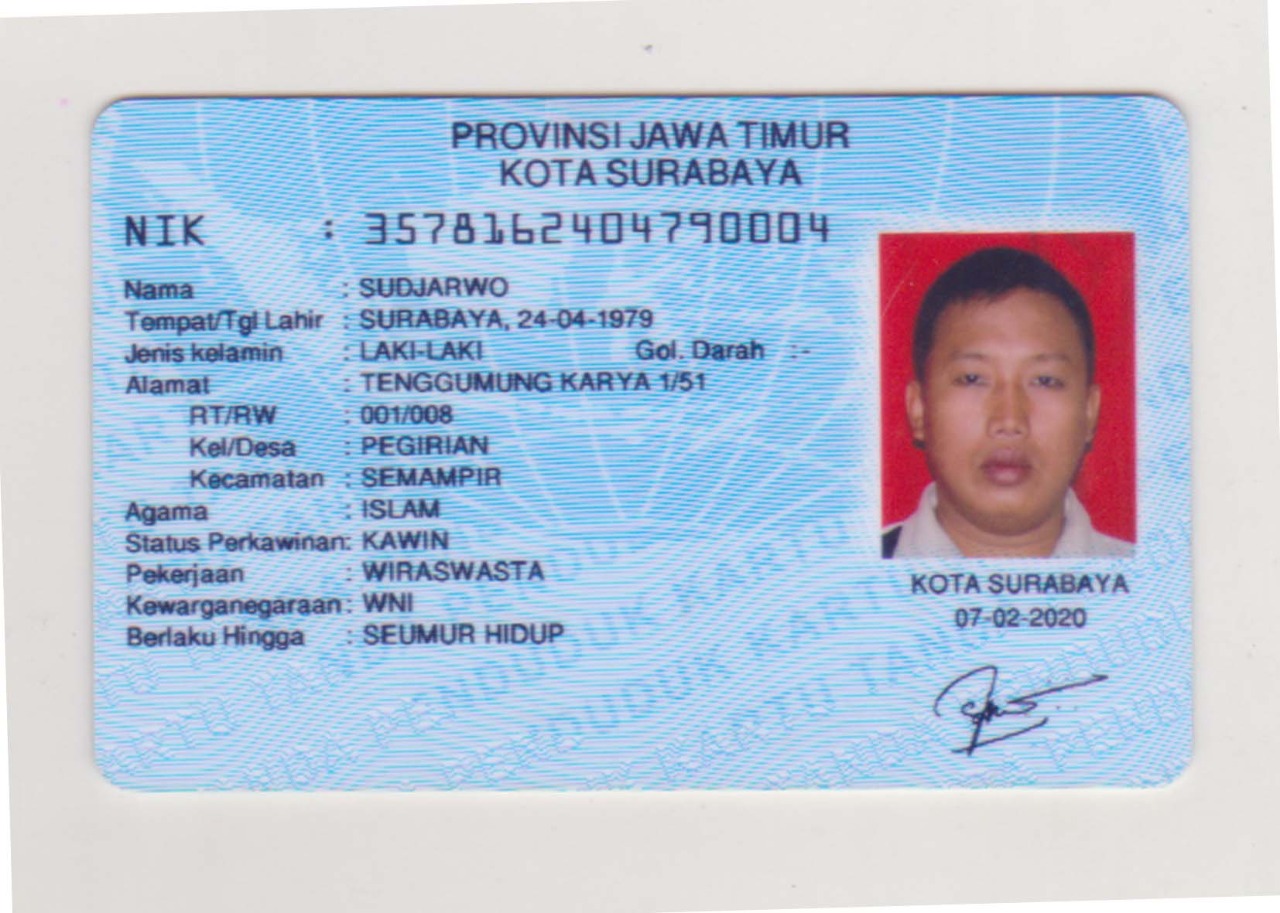 PROVINSI JAWA TIMUR
KOTA SURABAYA
NIK : 3578162404790004
Nama : SUDJARWO
Tempat/Tgl Lahir : SURABAYA, 24-04-1979
Jenis kelamin : LAKI-LAKI Gol. Darah : -
Alamat : TENGGUMUNG KARYA 1/51
RT/RW : 001/008
Kel/Desa : PEGIRIAN
Kecamatan : SEMAMPIR
Agama : ISLAM
Status Perkawinan: KAWIN
Pekerjaan : WIRASWASTA
Kewarganegaraan : WNI
Berlaku Hingga : SEUMUR HIDUP
KOTA SURABAYA
07-02-2020